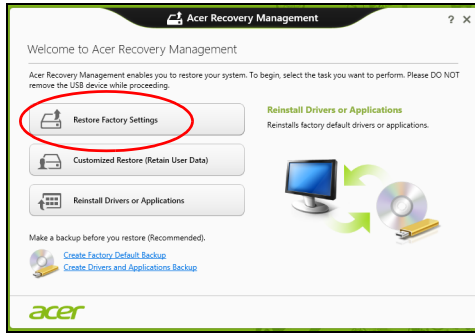 Acer Recovery Management
? X
Welcome to Acer Recovery Management
Acer Recovery Management enables you to restore your system. To begin, select the task you want to perform. Please DO NOT
remove the USB device while proceeding.
Restore Factory Settings
Customized Restore (Retain User Data)
Reinstall Drivers or Applications
Reinstall Drivers or Applications
Reinstalls factory default drivers or applications.
Make a backup before you restore (Recommended).
Create Factory Default Backup
Create Drivers and Applications Backup
acer